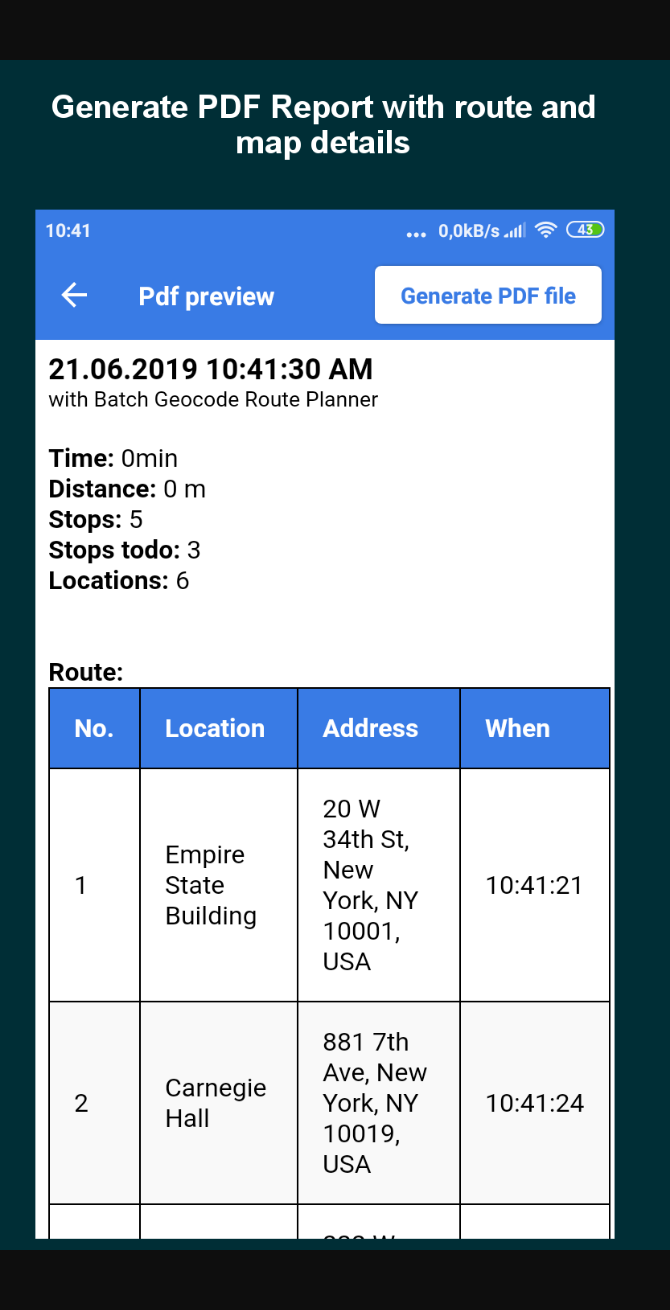 Generate PDF Report with route and
map details
10:41
... 0,0kB/s
43
Pdf preview
Generate PDF file
21.06.2019 10:41:30 AM
with Batch Geocode Route Planner
Time: 0min
Distance: 0 m
Stops: 5
Stops todo: 3
Locations: 6
Route:
No. Location Address When
1
Empire
State
Building
20 W
34th St,
New
York, NY
10001,
USA
10:41:21
2
Carnegie
Hall
881 7th
Ave, New
York, NY
10019,
USA
10:41:24